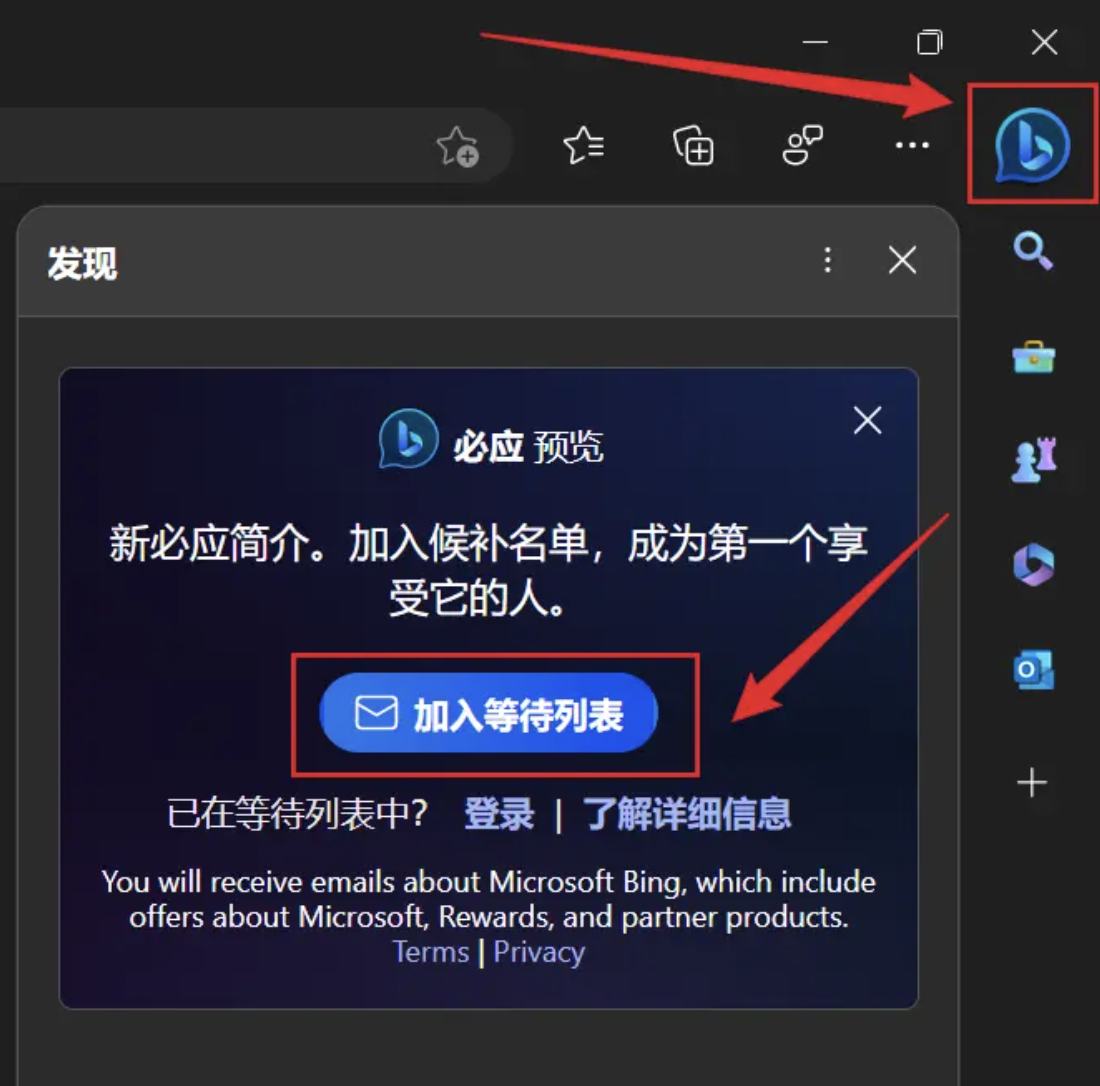 发现
必应 预览
新必应简介。加入候补名单，成为第一个享
受它的人。
加入等待列表
已在等待列表中? 登录 | 了解详细信息
You will receive emails about Microsoft Bing, which include
offers about Microsoft, Rewards, and partner products.
Terms | Privacy